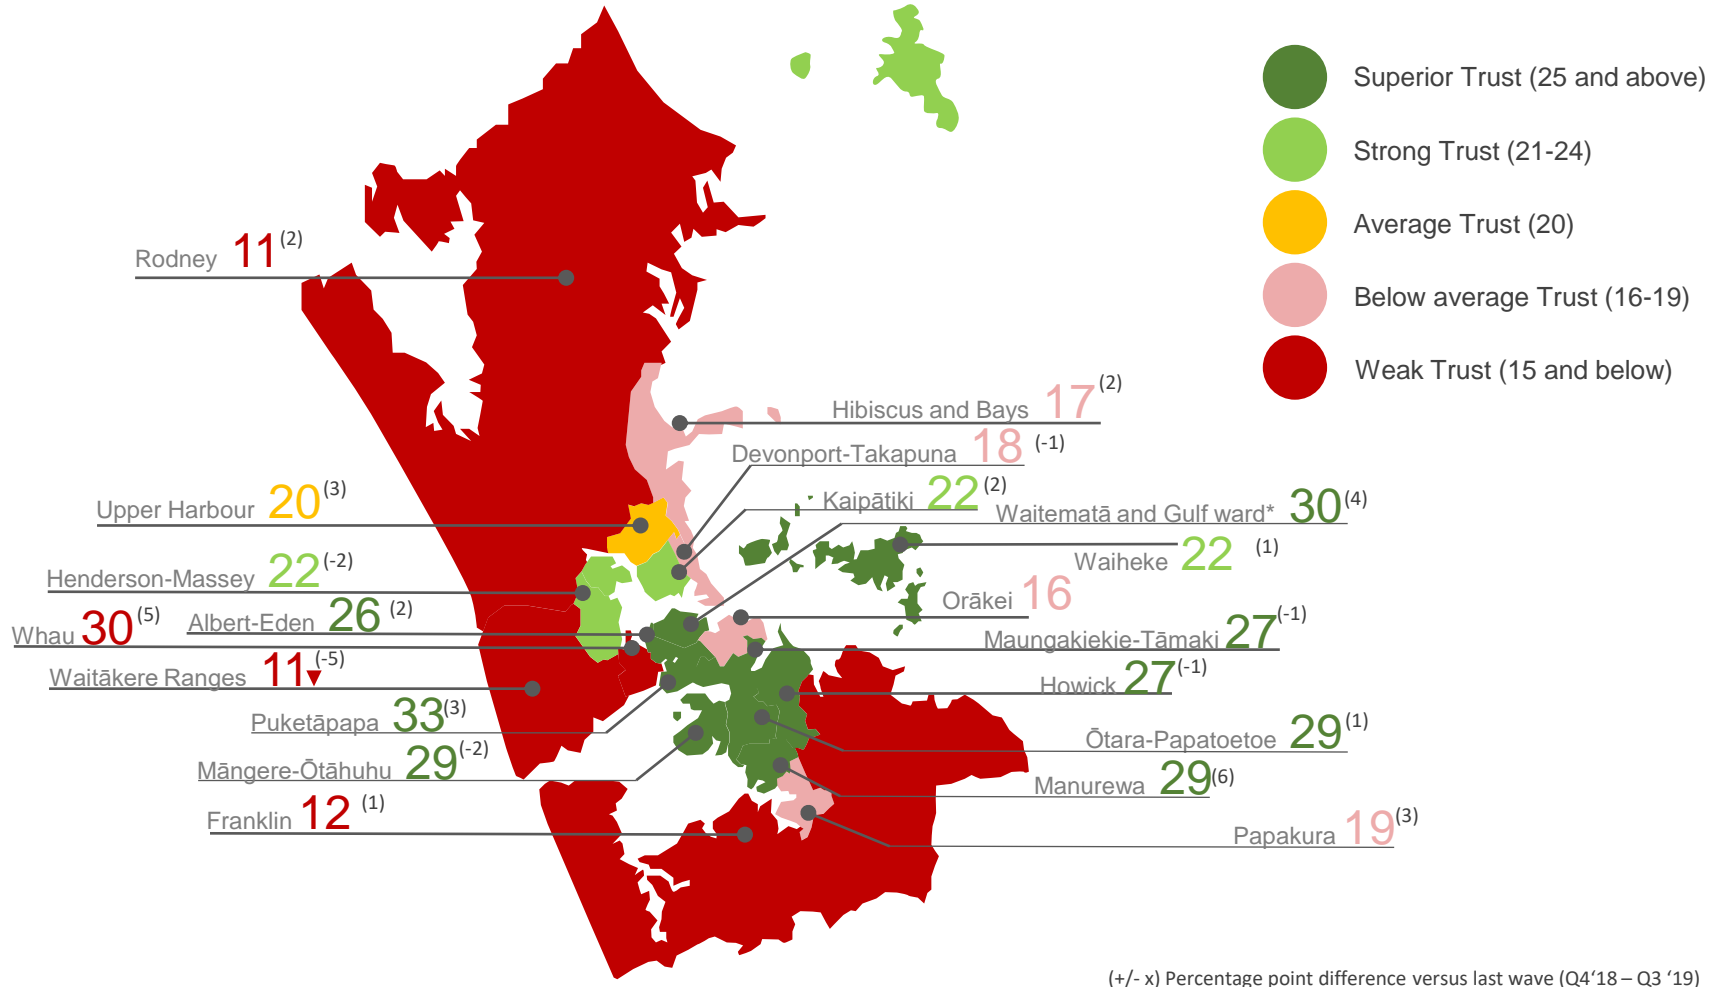 Superior Trust (25 and above)
Strong Trust (21-24)
Average Trust (20)
Below average Trust (16-19)
Weak Trust (15 and below)
Rodney 11 (2)
Hibiscus and Bays 17 (2)
Devonport-Takapuna 18 (-1)
Kaipātiki 22 (2)
Upper Harbour 20 (3)
Waitematā and Gulf ward* 30 (4)
Waiheke 22 (1)
Henderson-Massey 22 (-2)
Orākei 16
Albert-Eden 26 (2)
Whau 30 (5)
Maungakiekie-Tāmaki 27 (-1)
Waitākere Ranges 11 (-5)
Howick 27 (-1)
Puketāpapa 33 (3)
Ōtara-Papatoetoe 29 (1)
Māngere-Ōtāhuhu 29 (-2)
Manurewa 29 (6)
Franklin 12 (1)
Papakura 19 (3)
(+/- x) Percentage point difference versus last wave (Q4‘18 – Q3 ‘19)